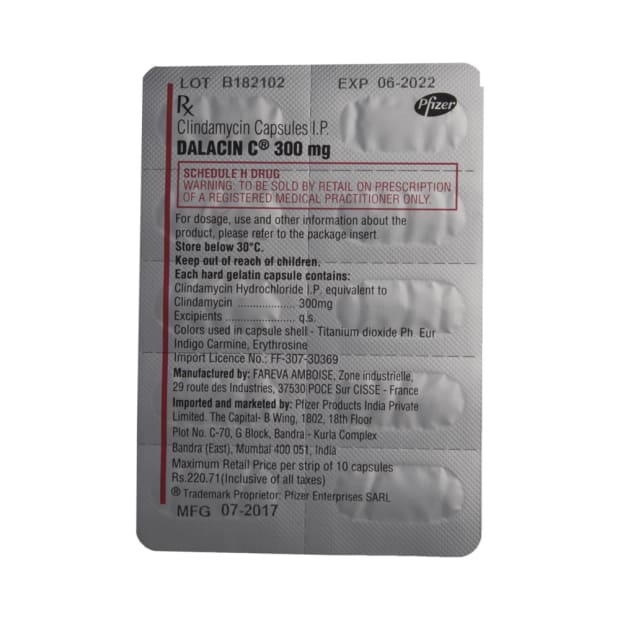 LOT B182102 EXP 06-2022
Rx Pfizer
Clindamycin Capsules I.P.
DALACIN C® 300 mg
SCHEDULE H DRUG
WARNING: TO BE SOLD BY RETAIL ON PRESCRIPTION
OF A REGISTERED MEDICAL PRACTITIONER ONLY.
For dosage, use and other information about the
product, please refer to the package insert
Store below 30°C.
Keep out of reach of children.
Each hard gelatin capsule contains:
Clindamycin Hydrochloride I.P. equivalent to
Clindamycin .................. 300mg
Excipients ...................... q.s.
Colors used in capsule shell - Titanium dioxide Ph Eur
Indigo Carmine, Erythrosine
Import Licence No.: FF-307-30369
Manufactured by: FAREVA AMBOISE, Zone industrielle,
29 route des Industries, 37530 POCE Sur CISSE - France
Imported and marketed by: Pfizer Products India Private
Limited. The Capital- B Wing, 1802, 18th Floor
Plot No. C-70, G Block, Bandra - Kurla Complex
Bandra (East), Mumbai 400 051, India
Maximum Retail Price per strip of 10 capsules
Rs.220.71(Inclusive of all taxes)
® Trademark Proprietor: Pfizer Enterprises SARL
MFG 07-2017